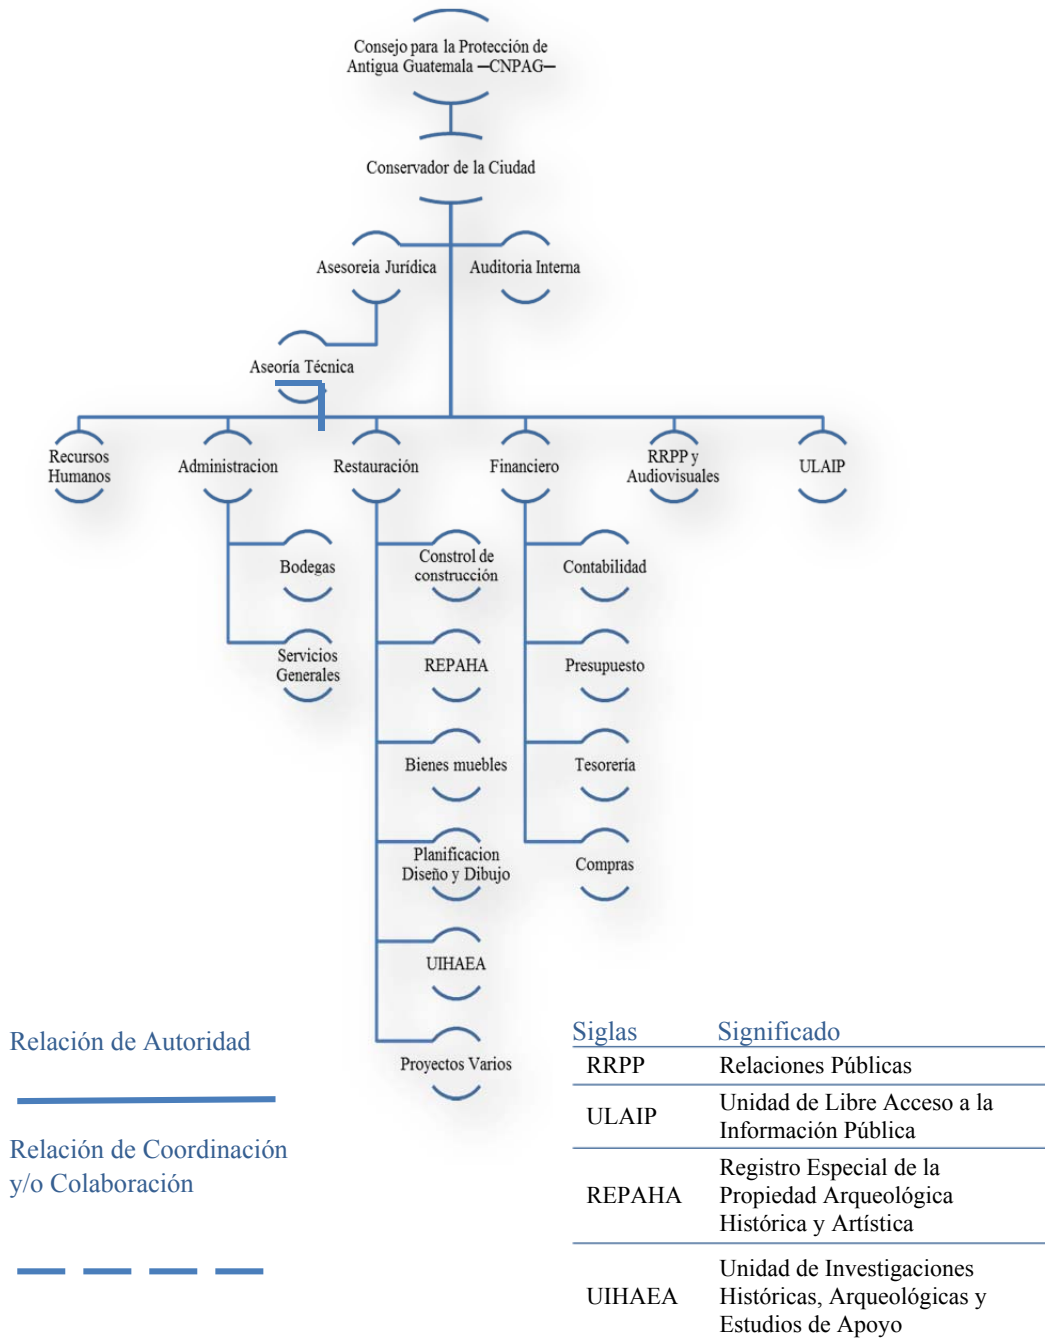 Consejo para la Protección de
Antigua Guatemala —CNPAG—
Conservador de la Ciudad
Asesoreia Jurídica
Auditoria Interna
Aseoría Técnica
Recursos
Humanos
Administracion
Restauración
Financiero
RRPP y
Audiovisuales
ULAIP
Bodegas
Servicios
Generales
Constrol de
construcción
REPAHA
Bienes muebles
Planificacion
Diseño y Dibujo
UIHAEA
Proyectos Varios
Contabilidad
Presupuesto
Tesorería
Compras
Relación de Autoridad
Relación de Coordinación
y/o Colaboración
Siglas Significado
RRPP Relaciones Públicas
ULAIP Unidad de Libre Acceso a la
Información Pública
REPAHA Registro Especial de la
Propiedad Arqueológica
Histórica y Artística
UIHAEA Unidad de Investigaciones
Históricas, Arqueológicas y
Estudios de Apoyo